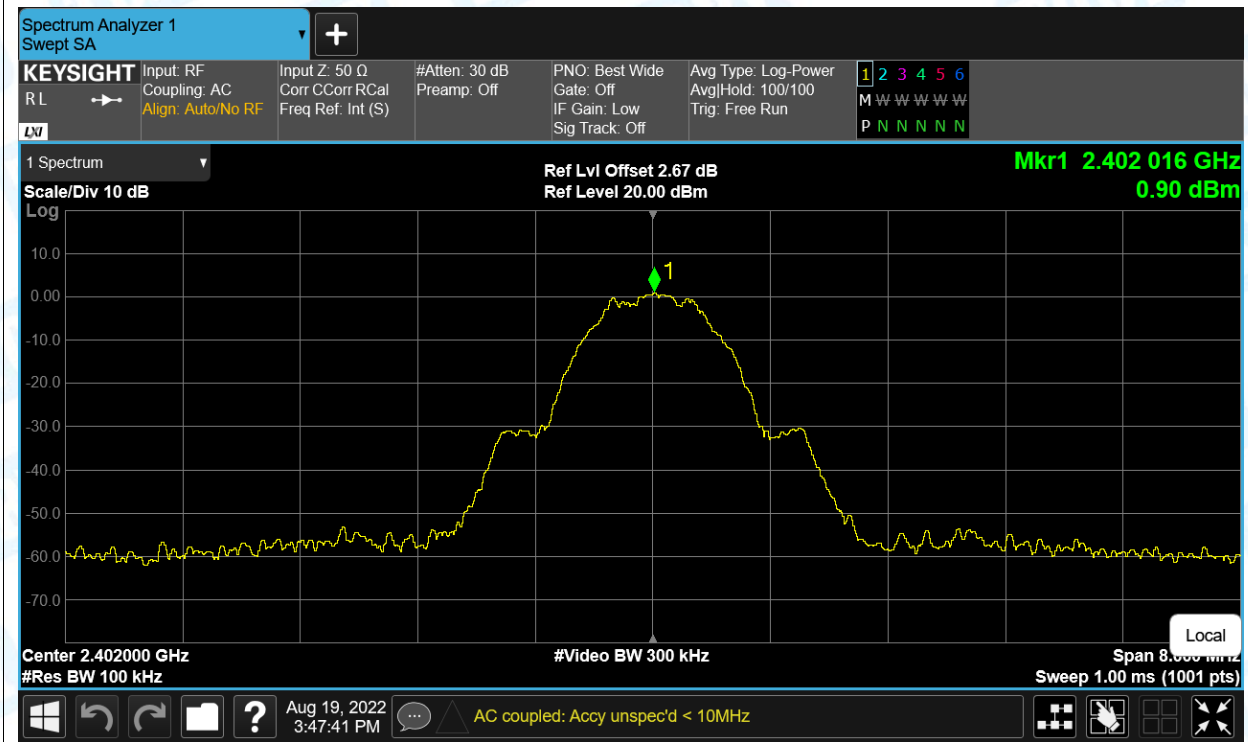 Spectrum Analyzer 1
Swept SA
+
KEYSIGHT
R L
LXI
Input: RF
Coupling: AC
Align: Auto/No RF
Input Z: 50 Ω
Corr CCorr RCal
Freq Ref: Int (S)
#Atten: 30 dB
Preamp: Off
PNO: Best Wide
Gate: Off
IF Gain: Low
Sig Track: Off
Avg Type: Log-Power
Avg|Hold: 100/100
Trig: Free Run
1 2 3 4 5 6
M W W W W W W
P N N N N N N
1 Spectrum
Scale/Div 10 dB
Log
Ref Lvl Offset 2.67 dB
Ref Level 20.00 dBm
Mkr1 2.402 016 GHz
0.90 dBm
10.0
0.00
-10.0
-20.0
-30.0
-40.0
-50.0
-60.0
-70.0
1
Local
Center 2.402000 GHz
#Video BW 300 kHz
Span
#Res BW 100 kHz
Sweep 1.00 ms (1001 pts)
?
Aug 19, 2022
3:47:41 PM
AC coupled: Accy unspec'd < 10MHz